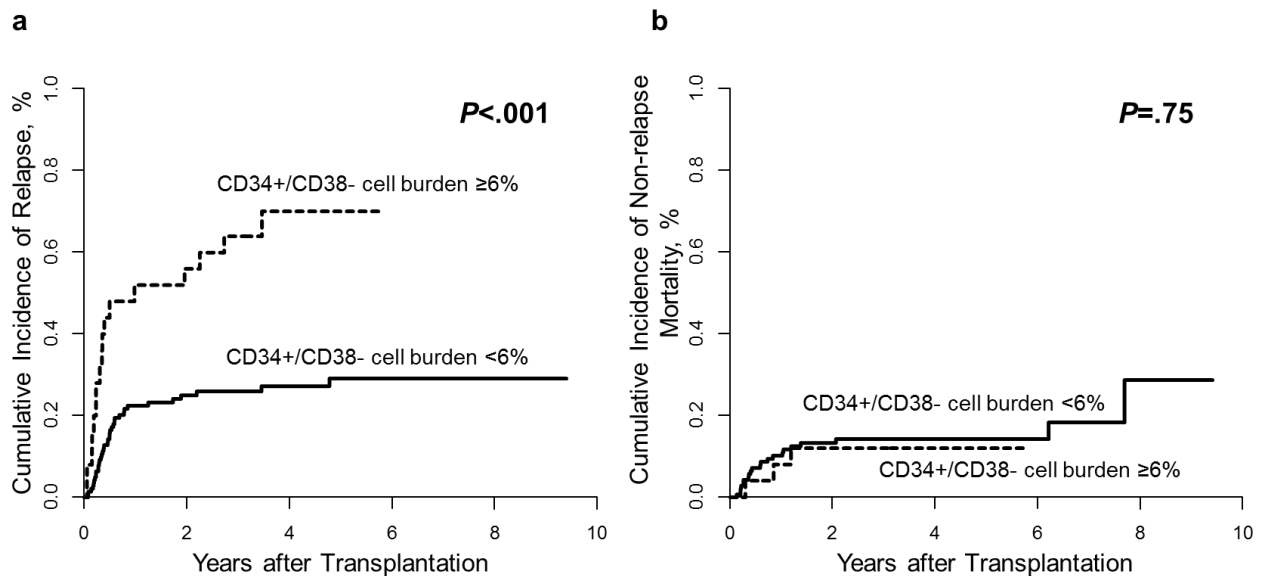 a
Cumulative Incidence of Relapse, %
1.0
0.8
0.6
0.4
0.2
0.0
P<.001
CD34+/CD38- cell burden ≥6%
CD34+/CD38- cell burden <6%
0 2 4 6 8 10
Years after Transplantation
b
Cumulative Incidence of Non-relapse
Mortality, %
1.0
0.8
0.6
0.4
0.2
0.0
P=.75
CD34+/CD38- cell burden <6%
CD34+/CD38- cell burden ≥6%
0 2 4 6 8 10
Years after Transplantation